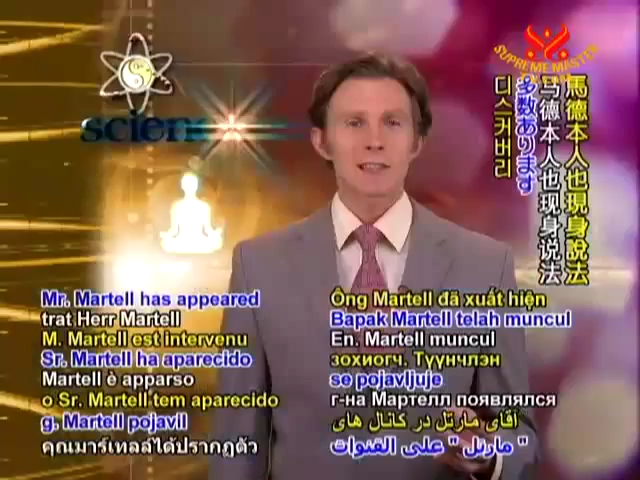 SUPREME MASTER
scien
馬德本人也現身說法
马德本人也现身说法
多数あります
디스커버리
Mr. Martell has appeared
trat Herr Martell
M. Martell est intervenu
Sr. Martell ha aparecido
Martell è apparso
o Sr. Martell tem aparecido
g. Martell pojavil
คุณมาร์เทลล์ได้ปรากฏตัว
Ông Martell đã xuất hiện
Bapak Martell telah muncul
En. Martell muncul
зохиогч. Түүнчлэн
se pojavljuje
г-на Мартелл появлялся
آقای مارتل در کانال های
" مارتل " على القنوات